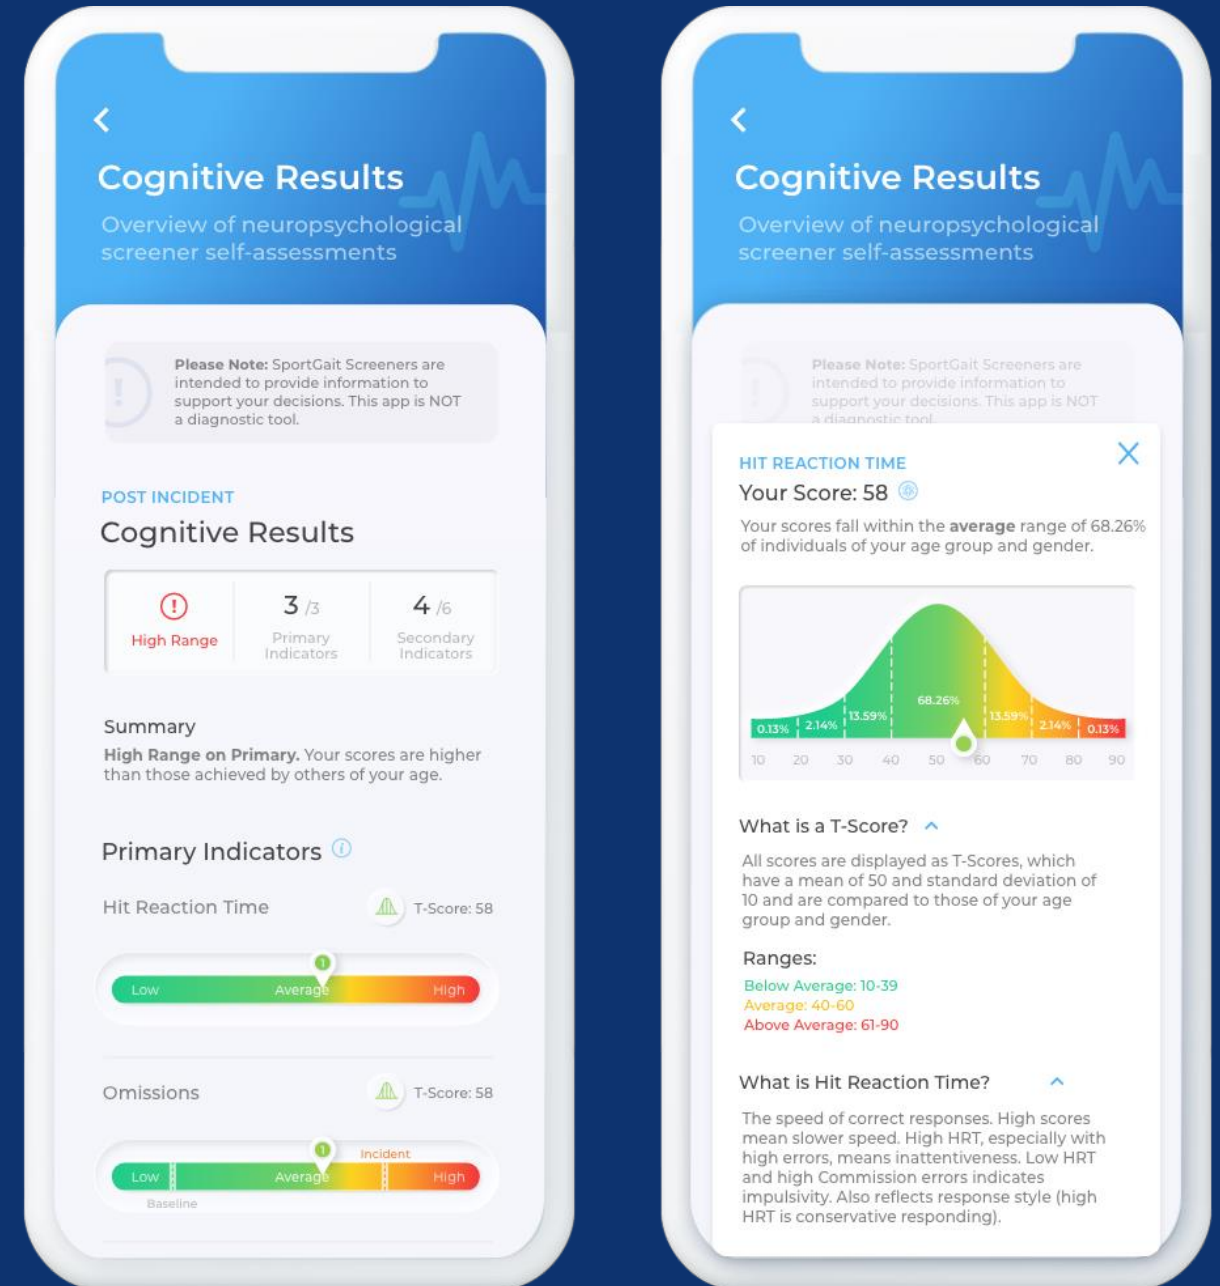 Cognitive Results
Overview of neuropsychological
screener self-assessments
Please Note: SportGait Screeners are
intended to provide information to
support your decisions. This app is NOT
a diagnostic tool.
POST INCIDENT
Cognitive Results
High Range
3 /3
Primary
Indicators
4 /6
Secondary
Indicators
Summary
High Range on Primary. Your scores are higher
than those achieved by others of your age.
Primary Indicators
Hit Reaction Time
T-Score: 58
1
Low Average High
Omissions
T-Score: 58
1
Incident
Low Average High
Baseline
Cognitive Results
Overview of neuropsychological
screener self-assessments
Please Note: SportGait Screeners are
intended to provide information to
support your decisions. This app is NOT
a diagnostic tool.
HIT REACTION TIME
Your Score: 58
Your scores fall within the average range of 68.26%
of individuals of your age group and gender.
0.13% 2.14% 13.59% 68.26% 13.59% 2.14% 0.13%
10 20 30 40 50 60 70 80 90
What is a T-Score?
All scores are displayed as T-Scores, which
have a mean of 50 and standard deviation of
10 and are compared to those of your age
group and gender.
Ranges:
Below Average: 10-39
Average: 40-60
Above Average: 61-90
What is Hit Reaction Time?
The speed of correct responses. High scores
mean slower speed. High HRT, especially with
high errors, means inattentiveness. Low HRT
and high Commission errors indicates
impulsivity. Also reflects response style (high
HRT is conservative responding).